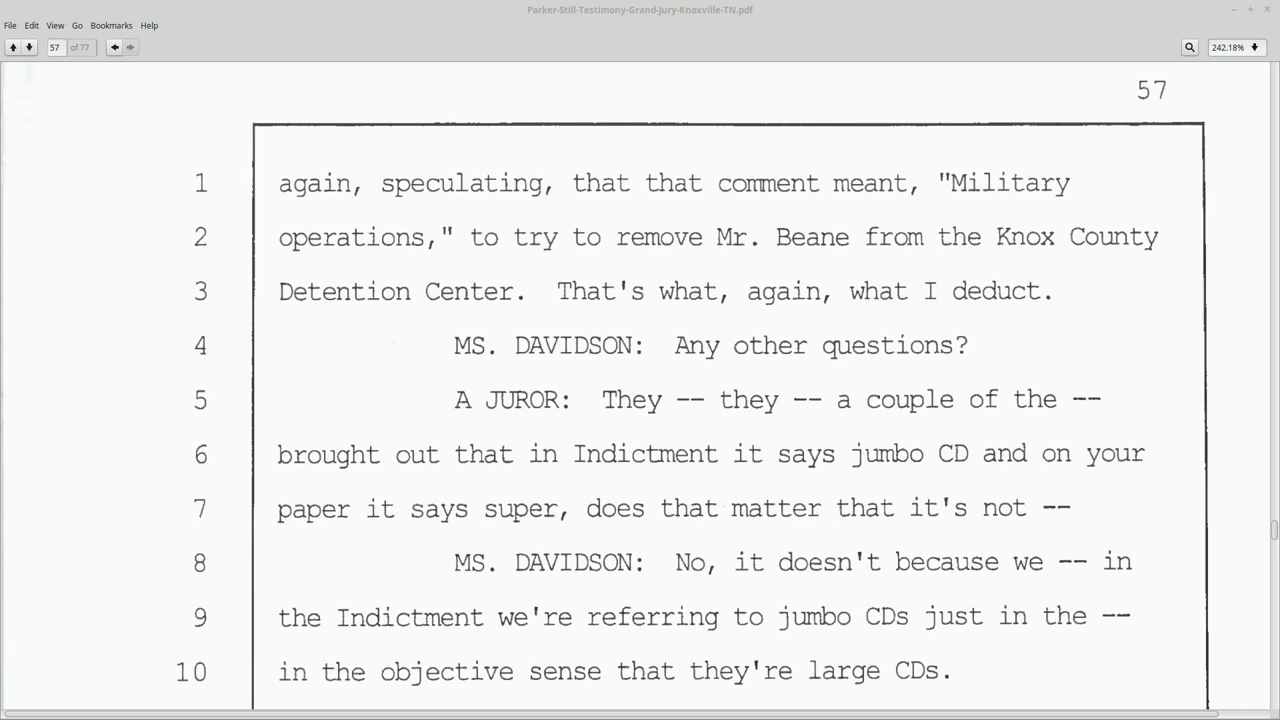 Parker-Still-Testimony-Grand-Jury-Knoxville-TN.pdf
File Edit View Go Bookmarks Help
57 of 77 242.18%
57
1 again, speculating, that that comment meant, "Military
2 operations," to try to remove Mr. Beane from the Knox County
3 Detention Center. That's what, again, what I deduct.
4 MS. DAVIDSON: Any other questions?
5 A JUROR: They -- they -- a couple of the --
6 brought out that in Indictment it says jumbo CD and on your
7 paper it says super, does that matter that it's not --
8 MS. DAVIDSON: No, it doesn't because we -- in
9 the Indictment we're referring to jumbo CDs just in the --
10 in the objective sense that they're large CDs.